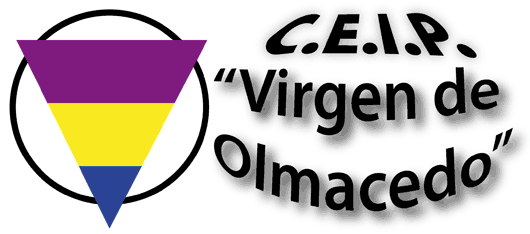 C.E.I.P.
“Virgen de
Olmacedo”